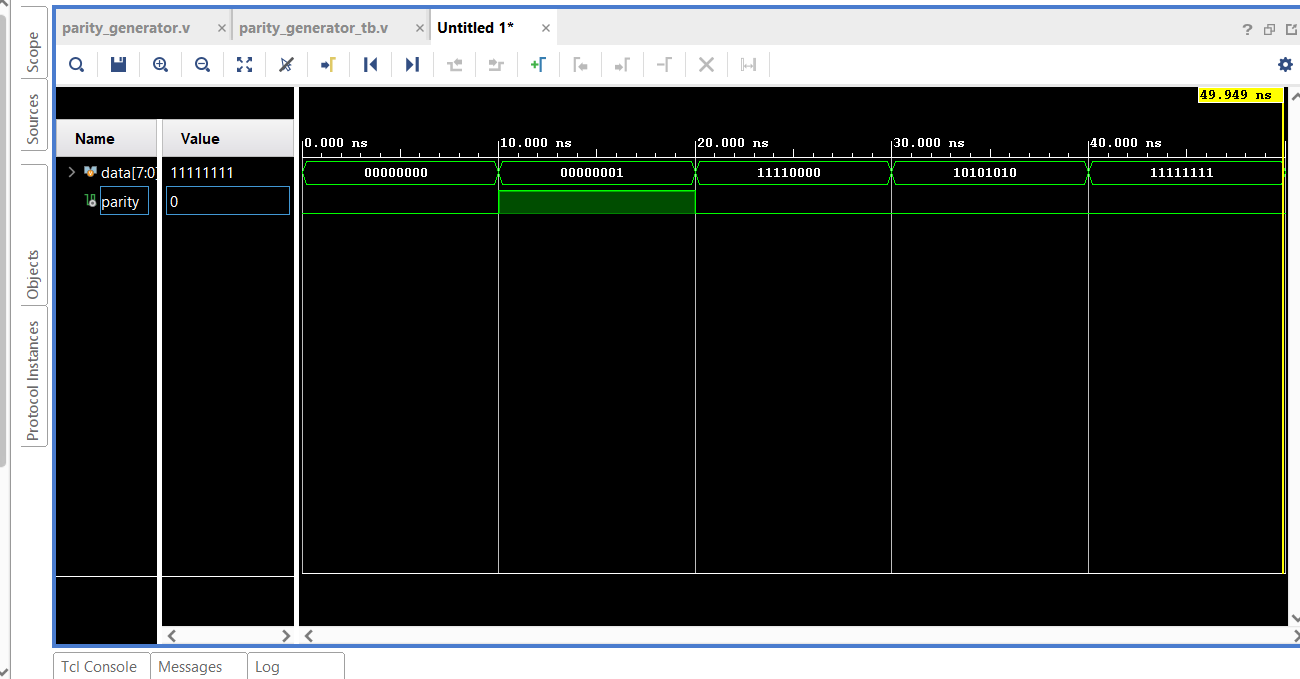 parity_generator.v × parity_generator_tb.v × Untitled 1* ×
?
Scope
Sources
Objects
Protocol Instances
49.949 ns
Name Value
0.000 ns 10.000 ns 20.000 ns 30.000 ns 40.000 ns
data[7:0] 11111111 00000000 00000001 11110000 10101010 11111111
parity 0
Tcl Console Messages Log